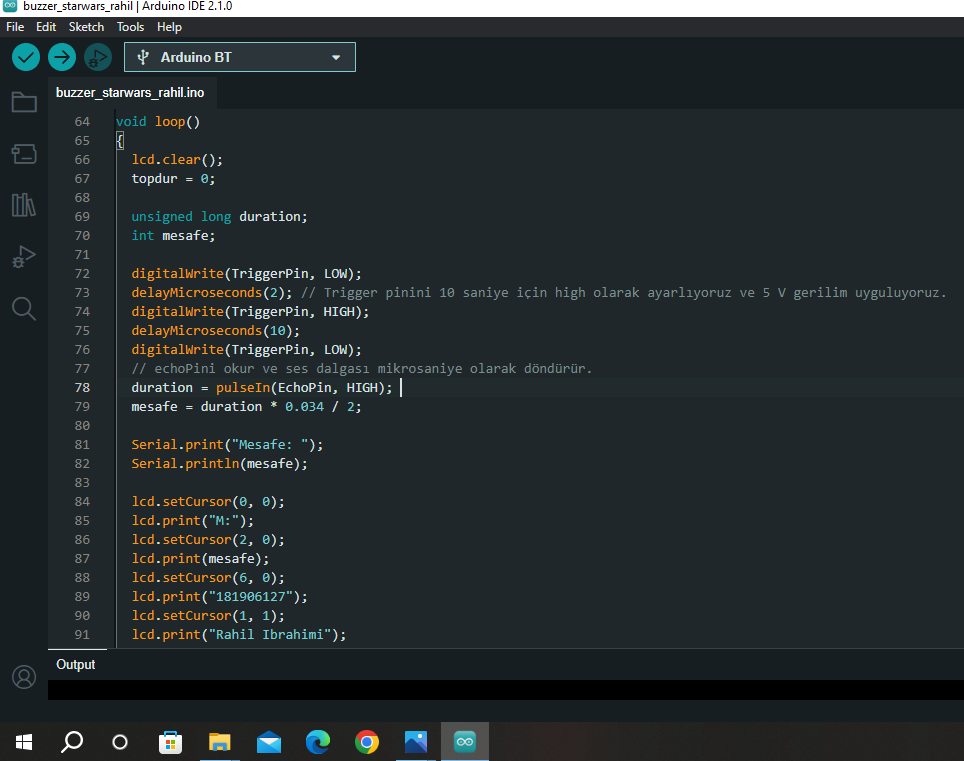 buzzer_starwars_rahil | Arduino IDE 2.1.0
File Edit Sketch Tools Help
Arduino BT
buzzer_starwars_rahil.ino
64 void loop()
65 {
66 lcd.clear();
67 topdur = 0;
68
69 unsigned long duration;
70 int mesafe;
71
72 digitalWrite(TriggerPin, LOW);
73 delayMicroseconds(2); // Trigger pinini 10 saniye için high olarak ayarlıyoruz ve 5 V gerilim uyguluyoruz.
74 digitalWrite(TriggerPin, HIGH);
75 delayMicroseconds(10);
76 digitalWrite(TriggerPin, LOW);
77 // echoPini okur ve ses dalgası mikrosaniye olarak döndürür.
78 duration = pulseIn(EchoPin, HIGH);
79 mesafe = duration * 0.034 / 2;
80
81 Serial.print("Mesafe: ");
82 Serial.println(mesafe);
83
84 lcd.setCursor(0, 0);
85 lcd.print("M:");
86 lcd.setCursor(2, 0);
87 lcd.print(mesafe);
88 lcd.setCursor(6, 0);
89 lcd.print("181906127");
90 lcd.setCursor(1, 1);
91 lcd.print("Rahil Ibrahimi");
Output